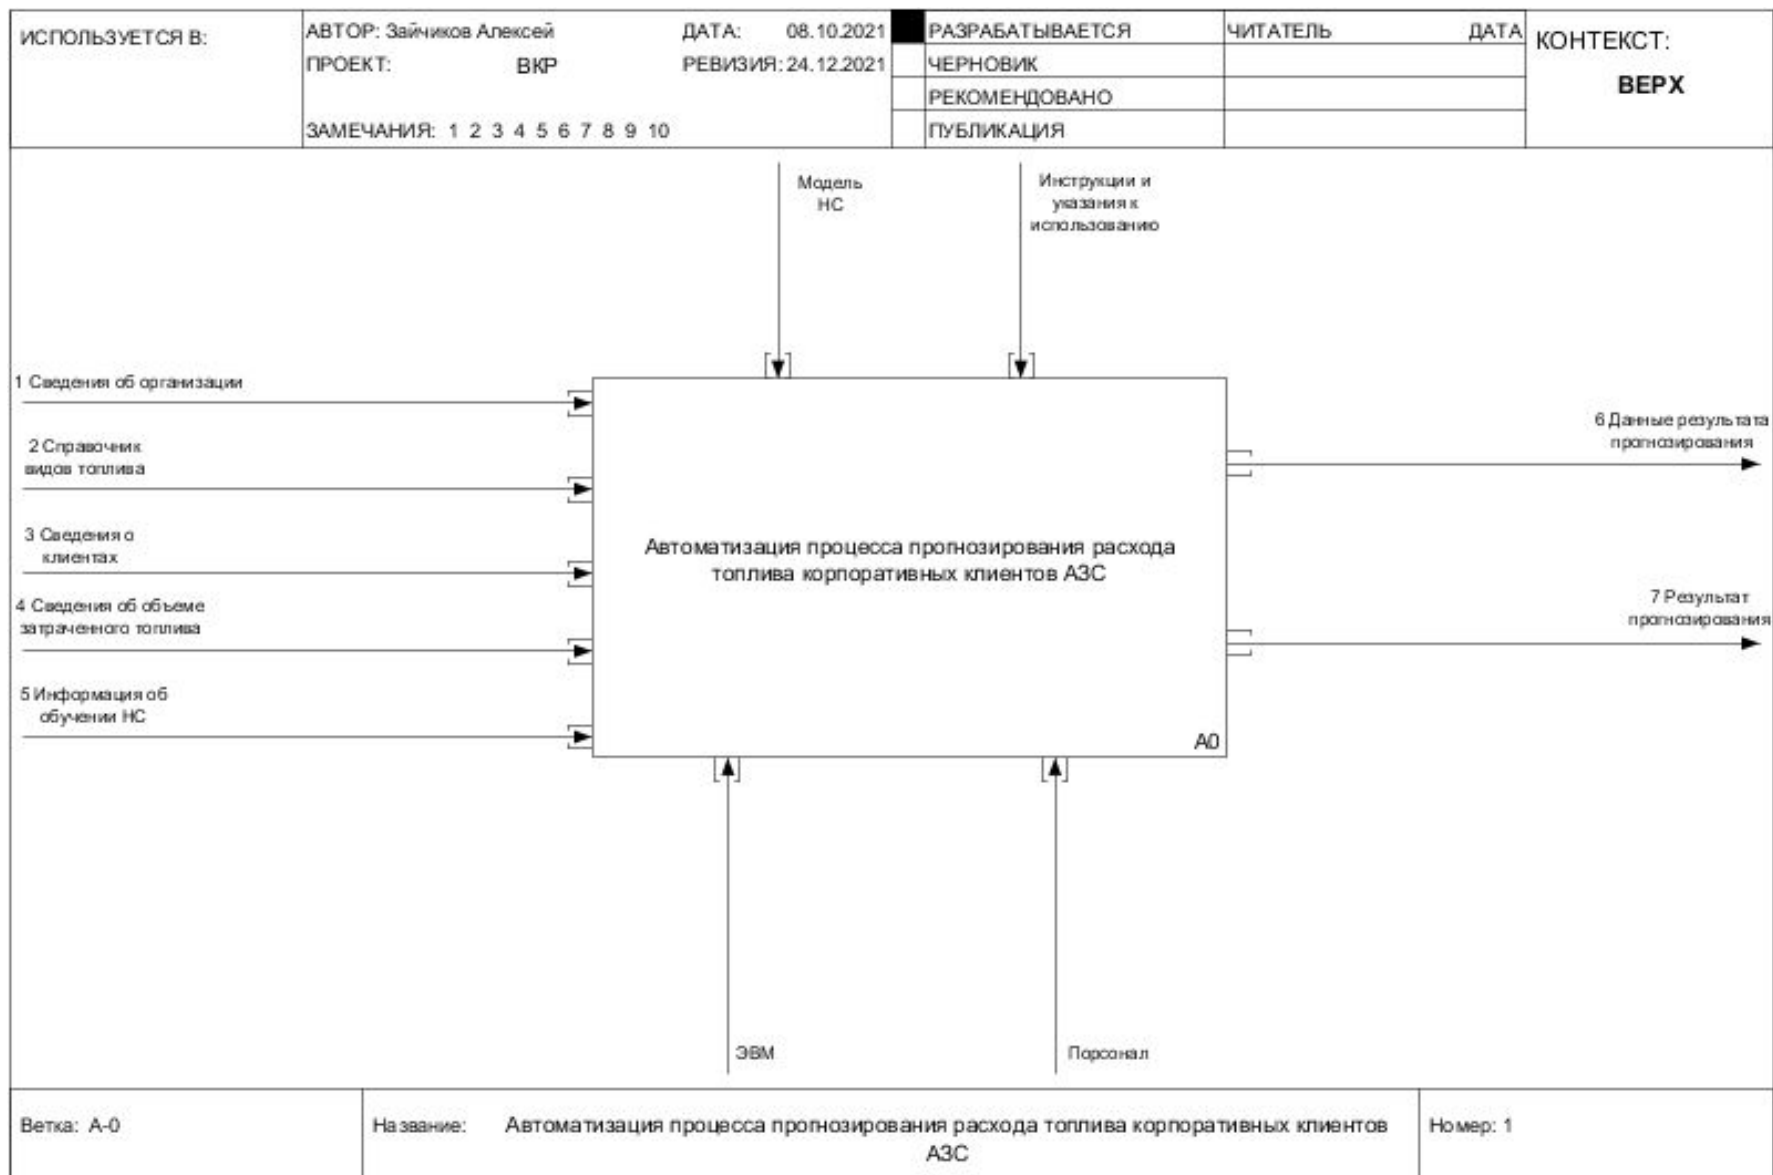 ИСПОЛЬЗУЕТСЯ В:
АВТОР: Зайчиков Алексей
ДАТА: 08.10.2021
ПРОЕКТ: ВКР
РЕВИЗИЯ: 24.12.2021
ЗАМЕЧАНИЯ: 1 2 3 4 5 6 7 8 9 10
РАЗРАБАТЫВАЕТСЯ
ЧЕРНОВИК
РЕКОМЕНДОВАНО
ПУБЛИКАЦИЯ
ЧИТАТЕЛЬ ДАТА
КОНТЕКСТ:
ВЕРХ
Модель
НС
Инструкции и
указания к
использованию
1 Сведения об организации
2 Справочник
видов топлива
3 Сведения о
клиентах
4 Сведения об объеме
затраченного топлива
5 Информация об
обучении НС
Автоматизация процесса прогнозирования расхода
топлива корпоративных клиентов АЗС
А0
6 Данные результата
прогнозирования
7 Результат
прогнозирования
ЭВМ
Порсонал
Ветка: А-0
Название: Автоматизация процесса прогнозирования расхода топлива корпоративных клиентов
АЗС
Номер: 1